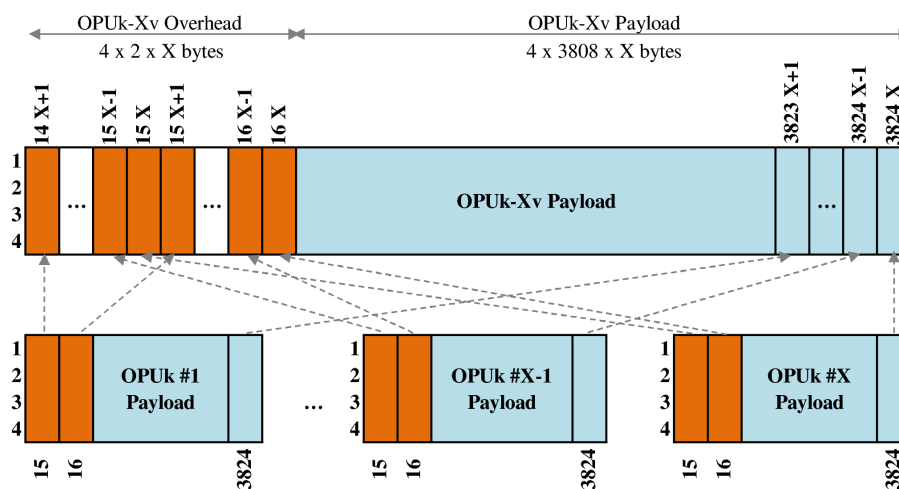 OPUk-Xv Overhead
OPUk-Xv Payload
4 x 2 x X bytes
4 x 3808 x X bytes
14 X+1
15 X-1
15 X
15 X+1
16 X-1
16 X
3823 X+1
3824 X-1
3824 X
1
2
3
4
...
...
OPUk-Xv Payload
...
1
2
3
4
OPUk #1
Payload
...
1
2
3
4
OPUk #X-1
Payload
1
2
3
4
OPUk #X
Payload
15
16
3824
15
16
3824
15
16
3824